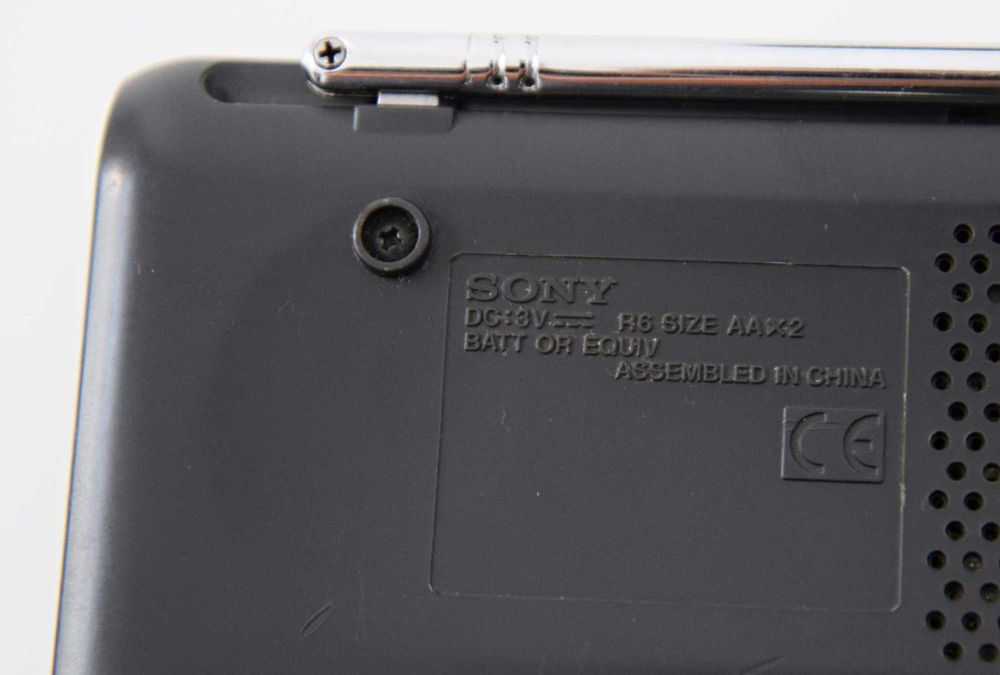 SONY
DC:3V⎓ R6 SIZE AA×2
BATT OR EQUIV
ASSEMBLED IN CHINA
CE